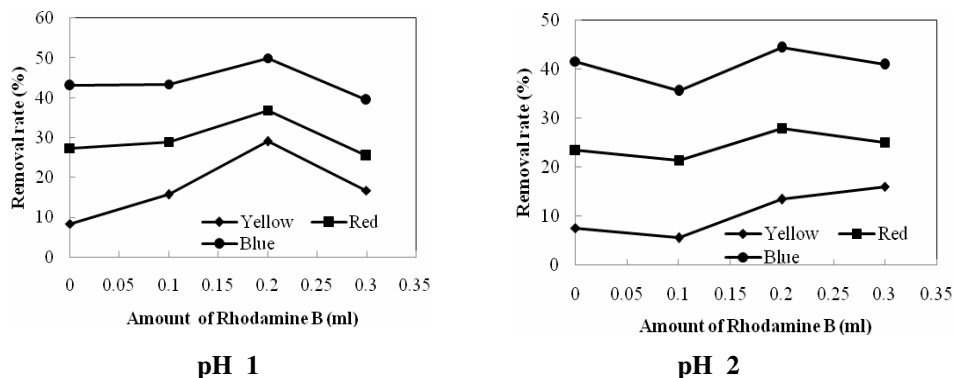 60
50
40
30
20
10
0
Removal rate (%)
Yellow Red
Blue
0 0.05 0.1 0.15 0.2 0.25 0.3 0.35
Amount of Rhodamine B (ml)
pH 1
50
40
30
20
10
0
Removal rate (%)
Yellow Red
Blue
0 0.05 0.1 0.15 0.2 0.25 0.3 0.35
Amount of Rhodamine B (ml)
pH 2